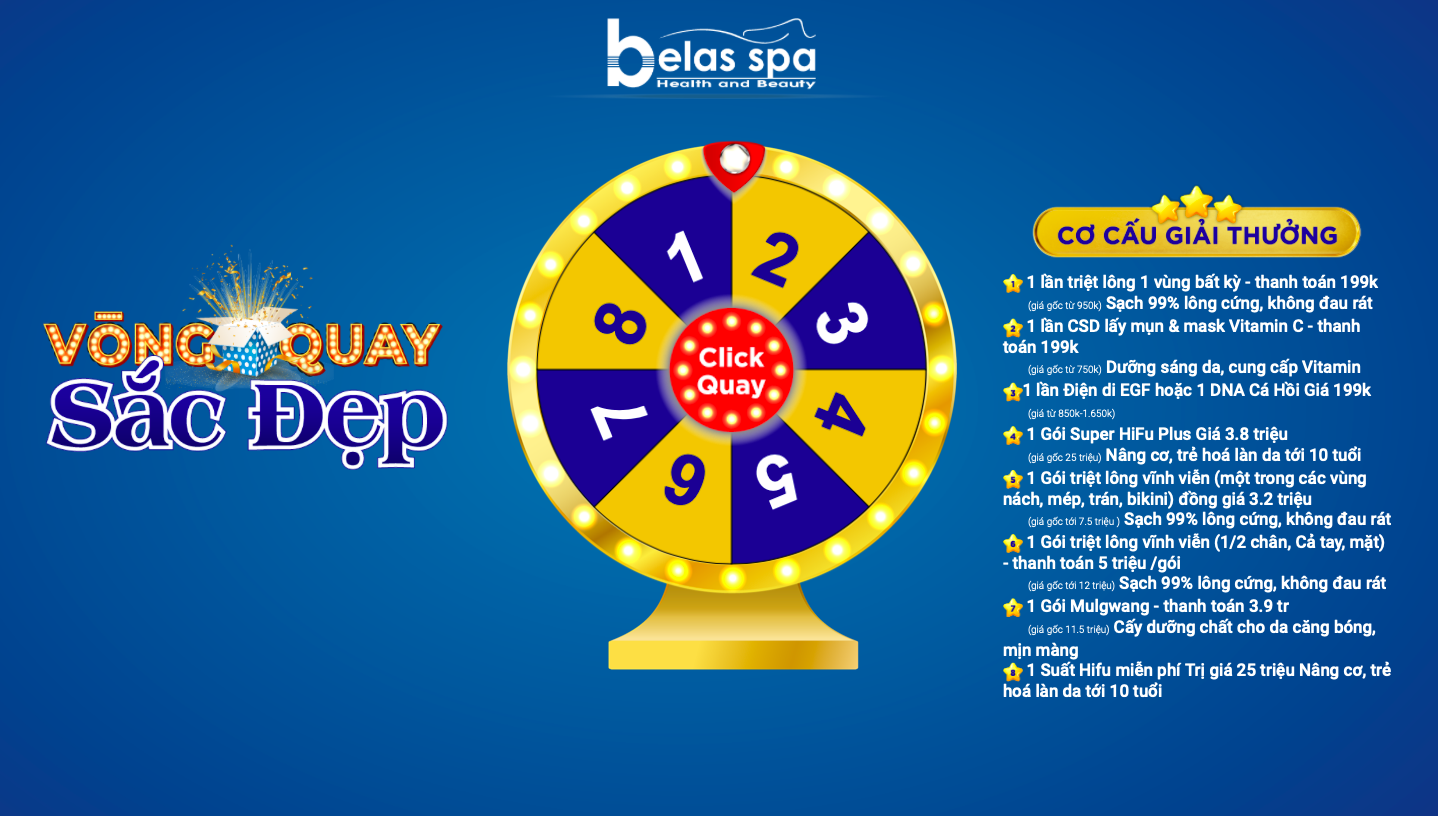 belas spa
Health and Beauty
VÒNG QUAY
Sắc Đẹp
1
2
3
4
5
6
7
8
Click
Quay
CƠ CẤU GIẢI THƯỞNG
1 1 lần triệt lông 1 vùng bất kỳ - thanh toán 199k
(giá gốc từ 950k) Sạch 99% lông cứng, không đau rát
2 1 lần CSD lấy mụn & mask Vitamin C - thanh
toán 199k
(giá gốc từ 750k) Dưỡng sáng da, cung cấp Vitamin
3 1 lần Điện di EGF hoặc 1 DNA Cá Hồi Giá 199k
(giá từ 850k-1.650k)
4 1 Gói Super HiFu Plus Giá 3.8 triệu
(giá gốc 25 triệu) Nâng cơ, trẻ hoá làn da tới 10 tuổi
5 1 Gói triệt lông vĩnh viễn (một trong các vùng
nách, mép, trán, bikini) đồng giá 3.2 triệu
(giá gốc tới 7.5 triệu ) Sạch 99% lông cứng, không đau rát
6 1 Gói triệt lông vĩnh viễn (1/2 chân, Cả tay, mặt)
- thanh toán 5 triệu /gói
(giá gốc tới 12 triệu) Sạch 99% lông cứng, không đau rát
7 1 Gói Mulgwang - thanh toán 3.9 tr
(giá gốc 11.5 triệu) Cấy dưỡng chất cho da căng bóng,
mịn màng
8 1 Suất Hifu miễn phí Trị giá 25 triệu Nâng cơ, trẻ
hoá làn da tới 10 tuổi